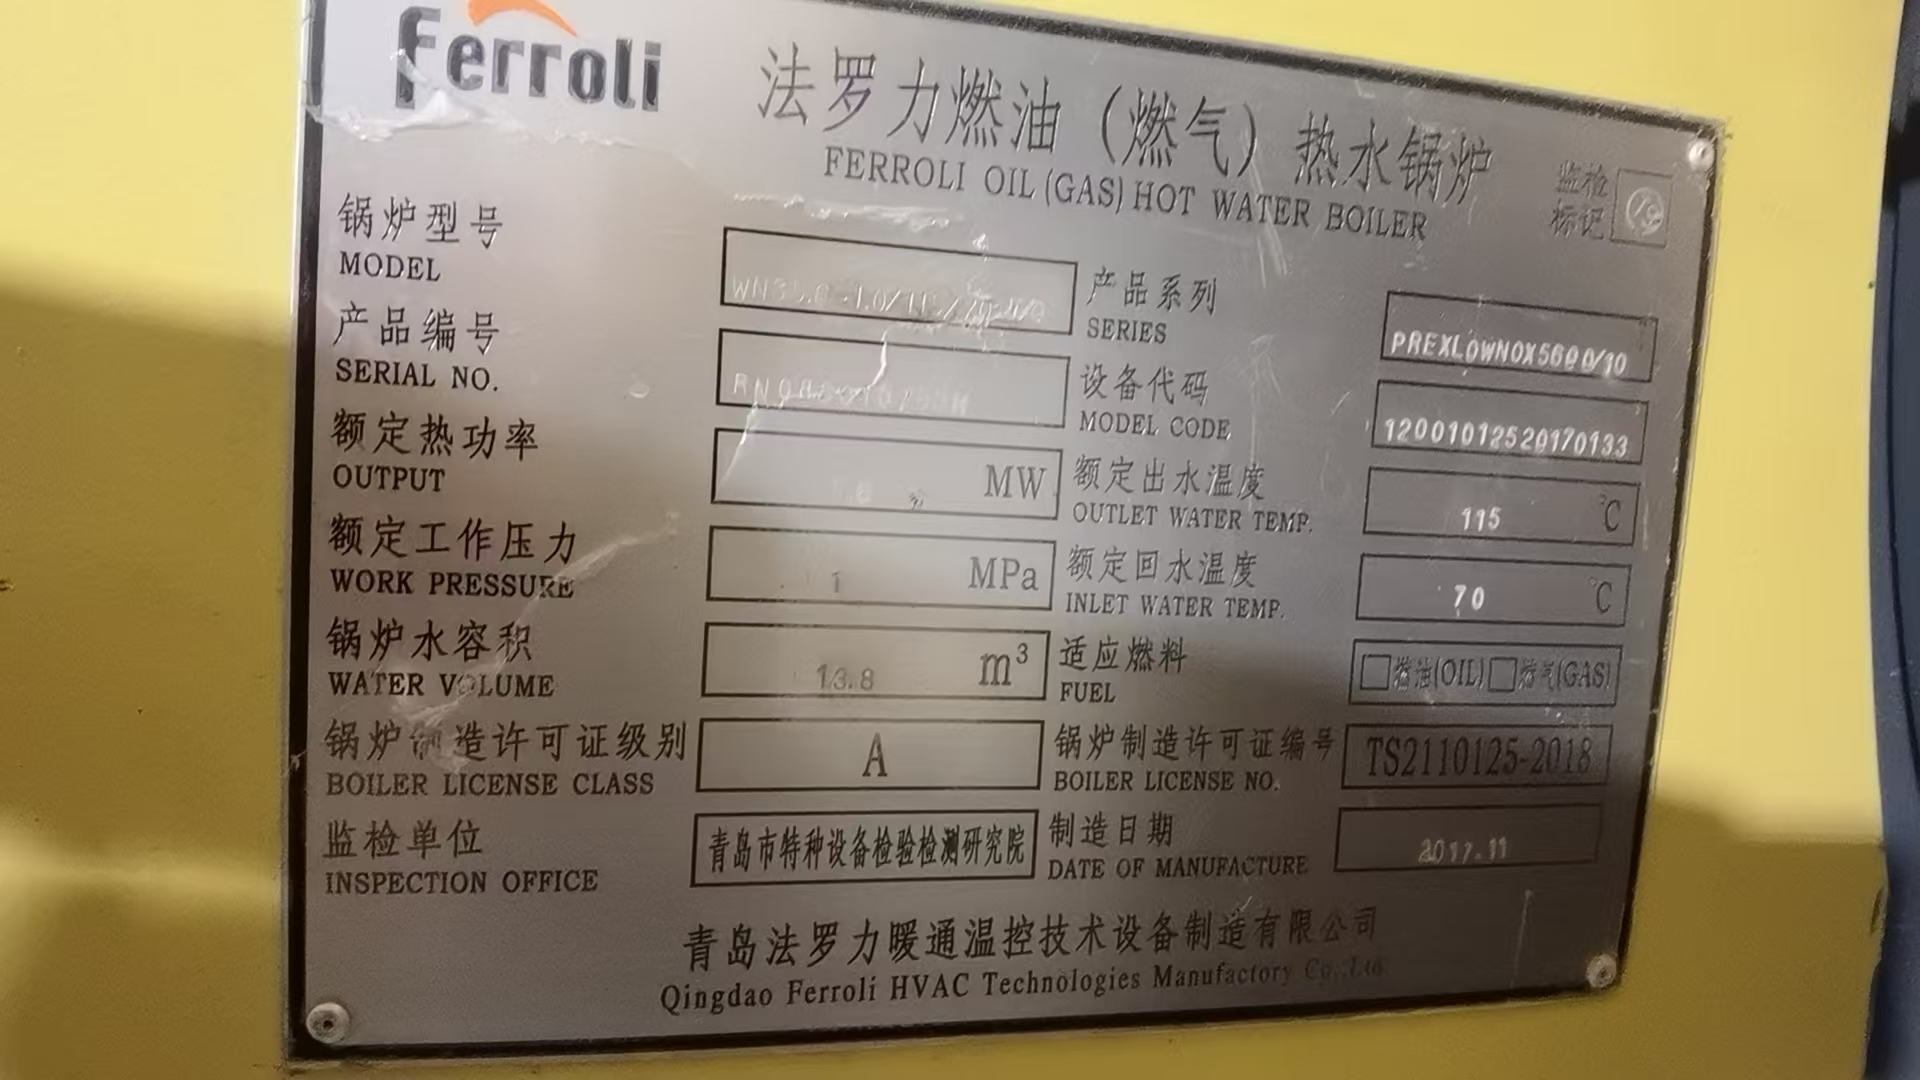 Ferroli
法罗力燃油（燃气）热水锅炉
FERROLI OIL (GAS) HOT WATER BOILER
监检
标记
锅炉型号
MODEL
产品系列
SERIES
PREXLOWNOX5600/10
产品编号
SERIAL NO.
设备代码
MODEL CODE
12001012520170133
额定热功率
OUTPUT
MW
额定出水温度
OUTLET WATER TEMP.
115 ℃
额定工作压力
WORK PRESSURE
1 MPa
额定回水温度
INLET WATER TEMP.
70 ℃
锅炉水容积
WATER VOLUME
13.8 m³
适应燃料
FUEL
□燃油(OIL)□燃气(GAS)
锅炉制造许可证级别
BOILER LICENSE CLASS
A
锅炉制造许可证编号
BOILER LICENSE NO.
TS2110125-2018
监检单位
INSPECTION OFFICE
青岛市特种设备检验检测研究院
制造日期
DATE OF MANUFACTURE
2017.11
青岛法罗力暖通温控技术设备制造有限公司
Qingdao Ferroli HVAC Technologies Manufactory Co.,Ltd